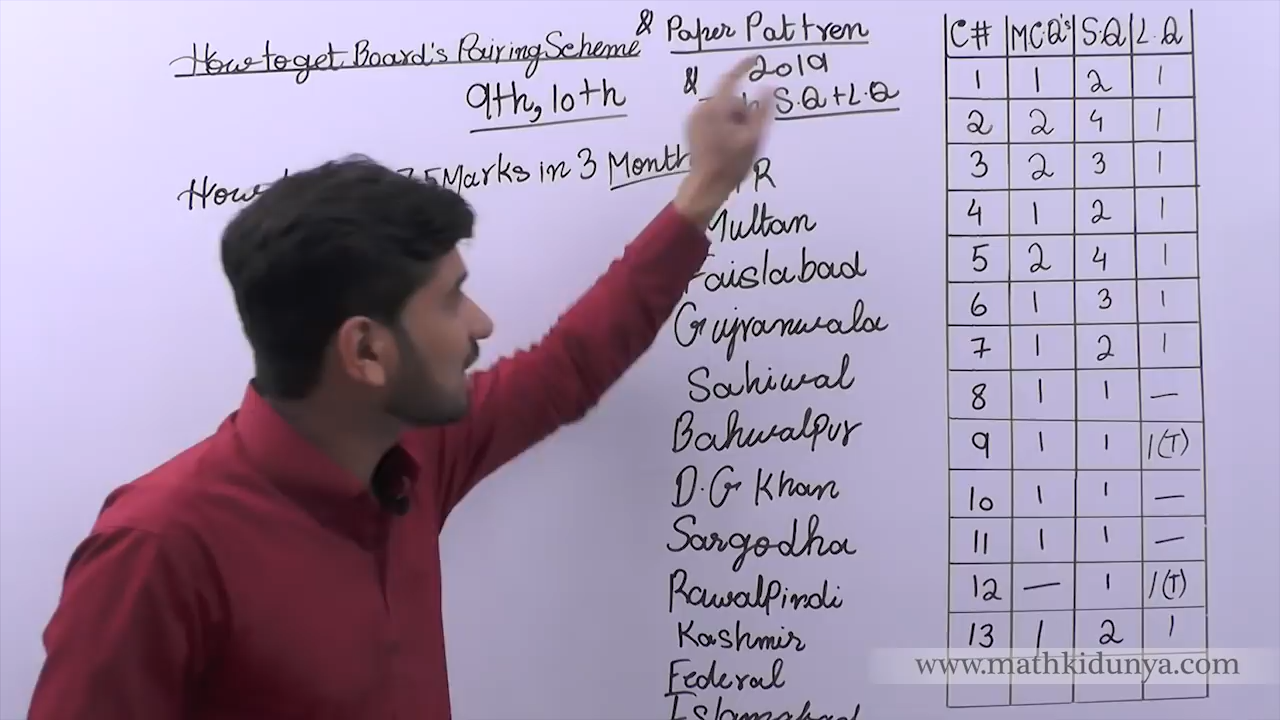 How to get Board's Pairing Scheme & Paper Pattren
& 2019
9th, 10th S.Q + L.Q
Marks in 3 Month
Multan
Faislabad
Gujranwala
Sahiwal
Bahwalpur
D.G Khan
Sargodha
Rawalpindi
Kashmir
Federal
Islamabad
C# MCQ's S.Q L.Q
1 1 2 1
2 2 4 1
3 2 3 1
4 1 2 1
5 2 4 1
6 1 3 1
7 1 2 1
8 1 1 —
9 1 1 1(T)
10 1 1 —
11 1 1 —
12 — 1 1(T)
13 1 2 1
www.mathkidunya.com